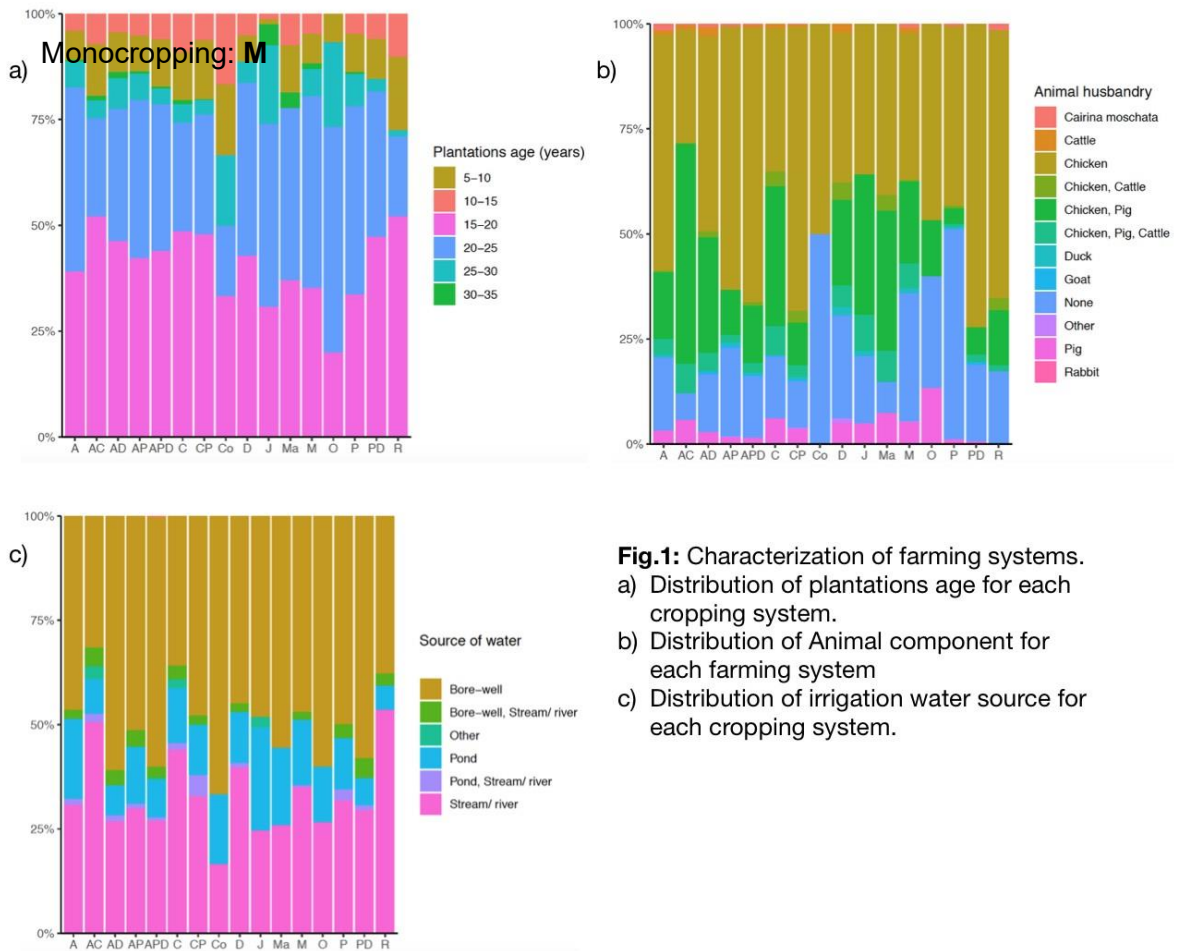 100%
75%
50%
25%
0%
Monocropping: M
a)
A AC AD AP APD C CP Co D J Ma M O P PD R
Plantations age (years)
5–10
10–15
15–20
20–25
25–30
30–35
b)
100%
75%
50%
25%
0%
A AC AD AP APD C CP Co D J Ma M O P PD R
Animal husbandry
Cairina moschata
Cattle
Chicken
Chicken, Cattle
Chicken, Pig
Chicken, Pig, Cattle
Duck
Goat
None
Other
Pig
Rabbit
c)
100%
75%
50%
25%
0%
A AC AD AP APD C CP Co D J Ma M O P PD R
Source of water
Bore–well
Bore–well, Stream/ river
Other
Pond
Pond, Stream/ river
Stream/ river
Fig.1: Characterization of farming systems.
a) Distribution of plantations age for each
cropping system.
b) Distribution of Animal component for
each farming system
c) Distribution of irrigation water source for
each cropping system.